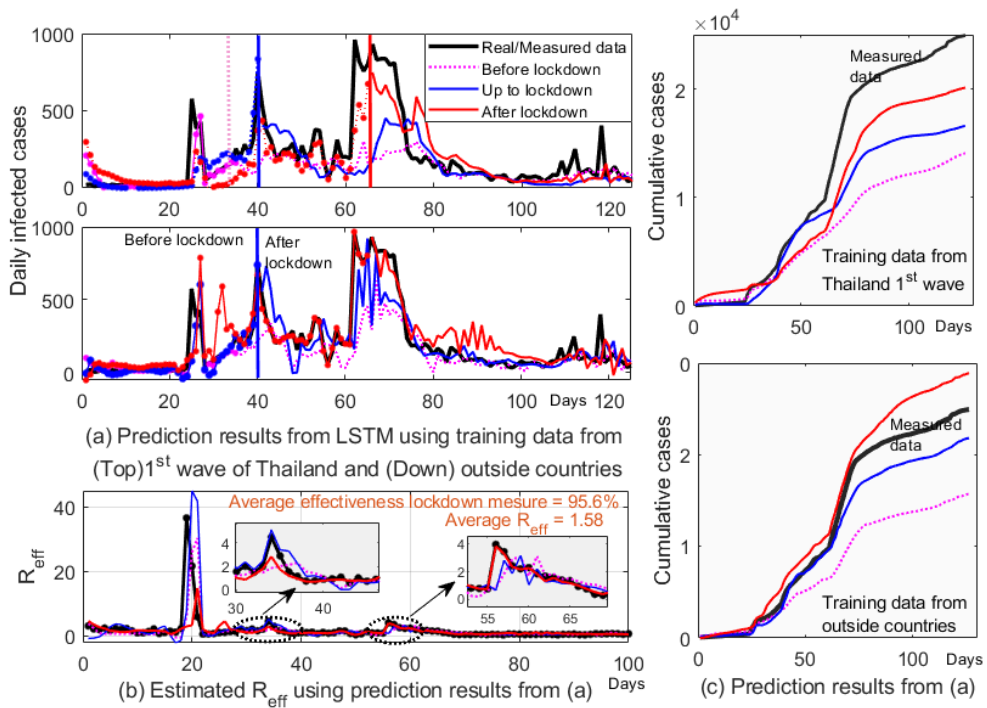 1000
Real/Measured data
Before lockdown
Up to lockdown
After lockdown
500
0
0 20 40 60 80 100 120
Daily infected cases
1000
Before lockdown
After
lockdown
500
0
0 20 40 60 80 100 120
Days
(a) Prediction results from LSTM using training data from
(Top)1st wave of Thailand and (Down) outside countries
Average effectiveness lockdown mesure = 95.6%
Average Reff = 1.58
40
20
0
Reff
4
2
0
30 40
4
2
0
55 60 65
20 40 60 80 100
0
Days
(b) Estimated Reff using prediction results from (a)
×10⁴
Measured
data
2
1
0
Cumulative cases
Training data from
Thailand 1st wave
0 50 100 Days
0
Measured
data
2
2
0
Cumulative cases
Training data from
outside countries
0 50 100 Days
(c) Prediction results from (a)